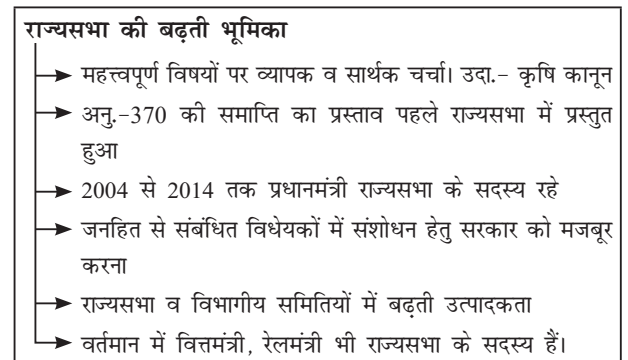 राज्यसभा की बढ़ती भूमिका
महत्त्वपूर्ण विषयों पर व्यापक व सार्थक चर्चा। उदा.– कृषि कानून
अनु.–370 की समाप्ति का प्रस्ताव पहले राज्यसभा में प्रस्तुत
हुआ
2004 से 2014 तक प्रधानमंत्री राज्यसभा के सदस्य रहे
जनहित से संबंधित विधेयकों में संशोधन हेतु सरकार को मजबूर
करना
राज्यसभा व विभागीय समितियों में बढ़ती उत्पादकता
वर्तमान में वित्तमंत्री, रेलमंत्री भी राज्यसभा के सदस्य हैं।